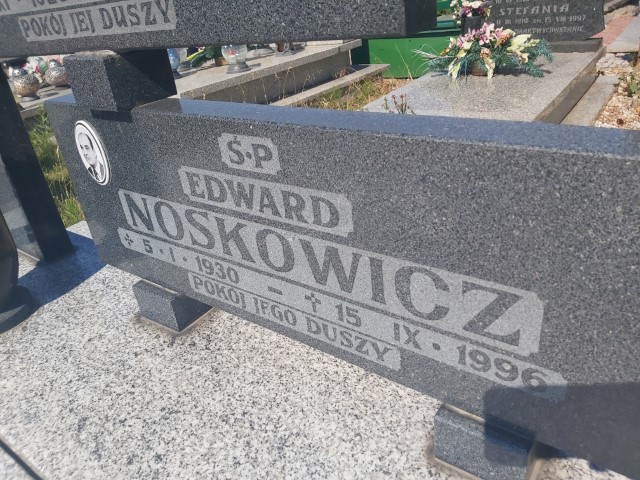 POKÓJ JEJ DUSZY
STEFANIA
Ś·P
EDWARD
NOSKOWICZ
5·I·1930 – † 15 IX·1996
POKÓJ JEGO DUSZY